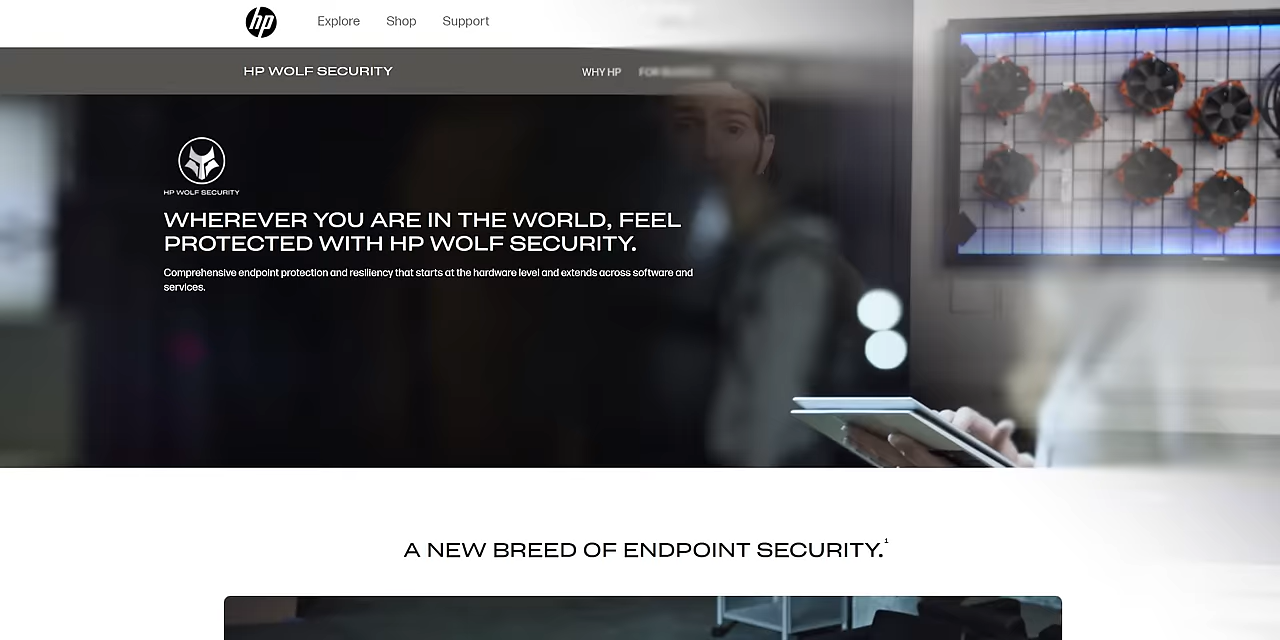 hp
Explore Shop Support
HP WOLF SECURITY
WHY HP
HP WOLF SECURITY
WHEREVER YOU ARE IN THE WORLD, FEEL
PROTECTED WITH HP WOLF SECURITY.
Comprehensive endpoint protection and resiliency that starts at the hardware level and extends across software and
services.
A NEW BREED OF ENDPOINT SECURITY.¹